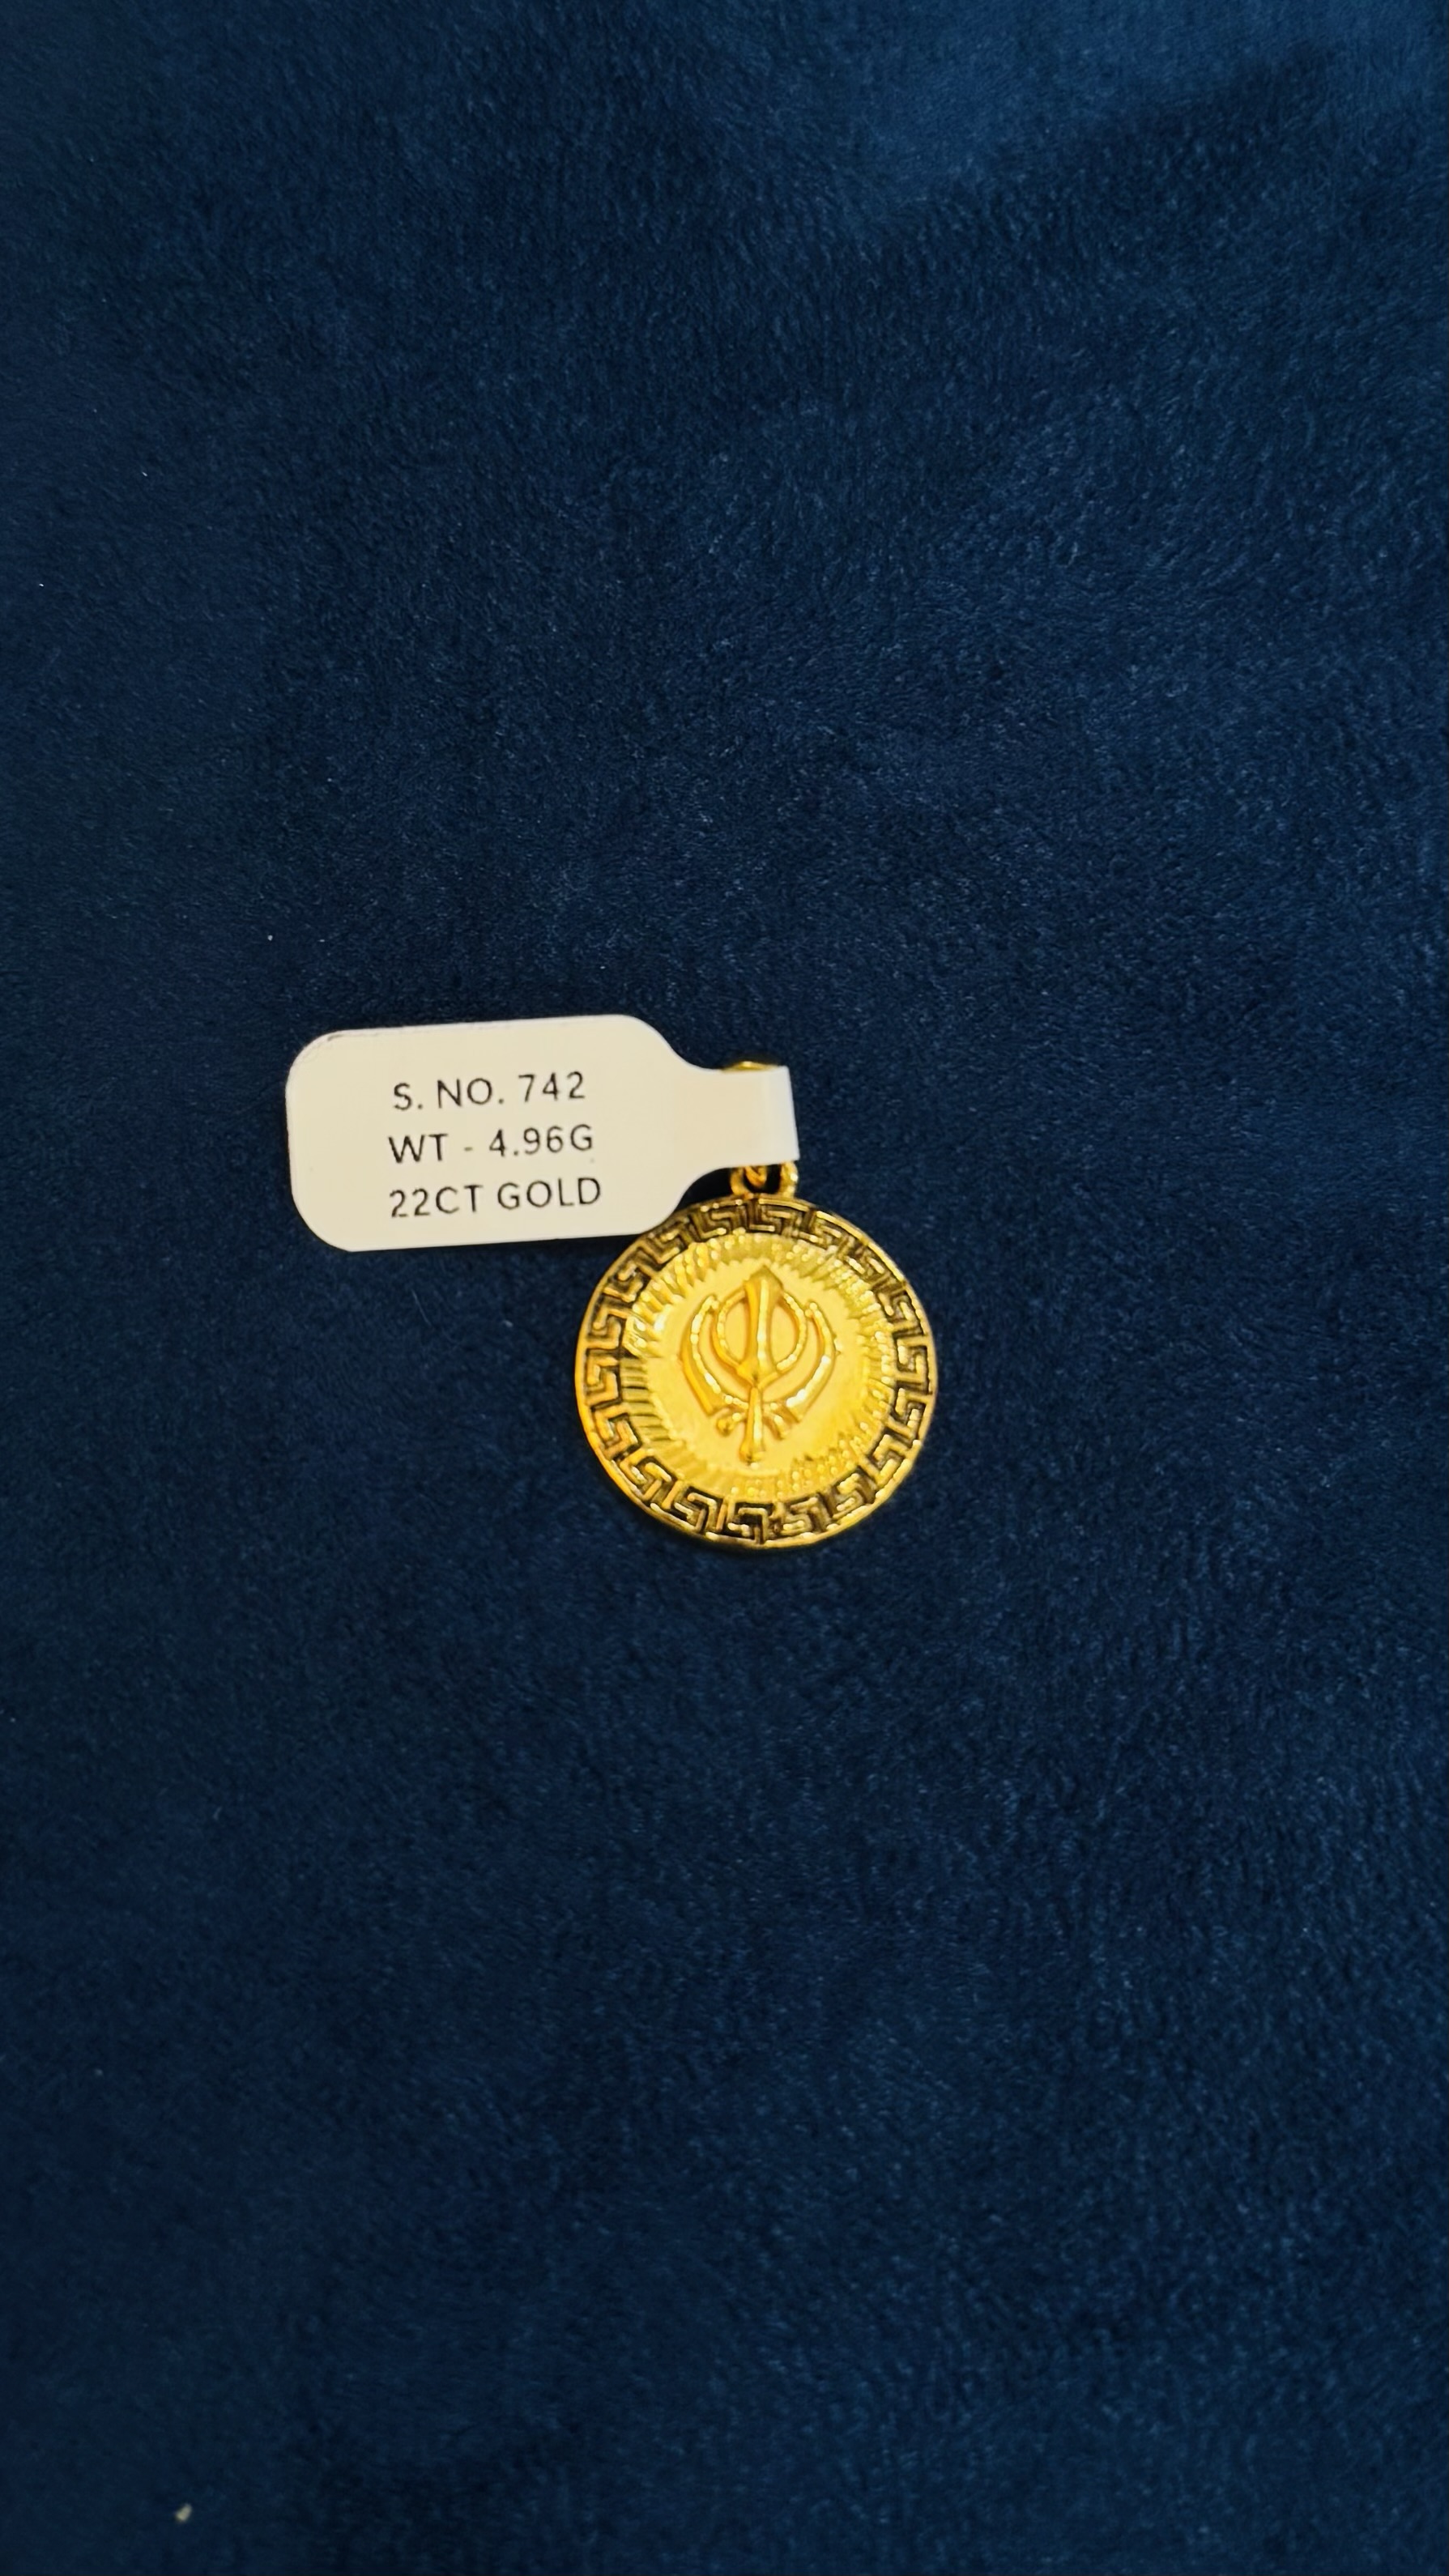 S. NO. 742
WT - 4.96G
22CT GOLD